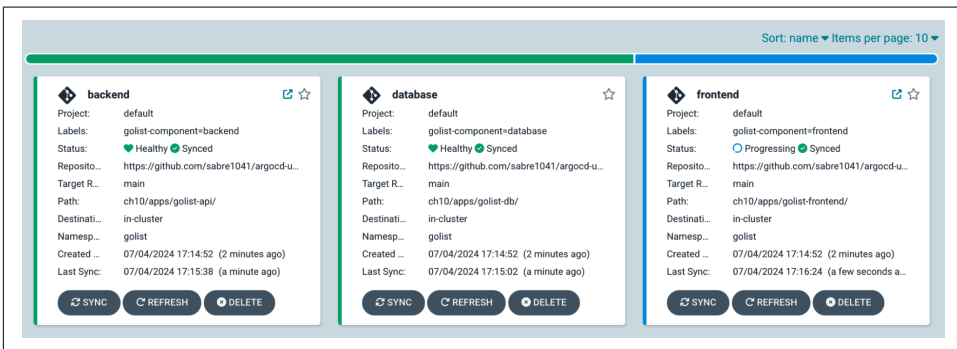 Sort: name Items per page: 10
backend
Project: default
Labels: golist-component=backend
Status: Healthy Synced
Reposito... https://github.com/sabre1041/argocd-u...
Target R... main
Path: ch10/apps/golist-api/
Destinati... in-cluster
Namesp... golist
Created ... 07/04/2024 17:14:52 (2 minutes ago)
Last Sync: 07/04/2024 17:15:38 (a minute ago)
SYNC REFRESH DELETE
database
Project: default
Labels: golist-component=database
Status: Healthy Synced
Reposito... https://github.com/sabre1041/argocd-u...
Target R... main
Path: ch10/apps/golist-db/
Destinati... in-cluster
Namesp... golist
Created ... 07/04/2024 17:14:52 (2 minutes ago)
Last Sync: 07/04/2024 17:15:02 (a minute ago)
SYNC REFRESH DELETE
frontend
Project: default
Labels: golist-component=frontend
Status: Progressing Synced
Reposito... https://github.com/sabre1041/argocd-u...
Target R... main
Path: ch10/apps/golist-frontend/
Destinati... in-cluster
Namesp... golist
Created ... 07/04/2024 17:14:52 (2 minutes ago)
Last Sync: 07/04/2024 17:16:24 (a few seconds a...
SYNC REFRESH DELETE